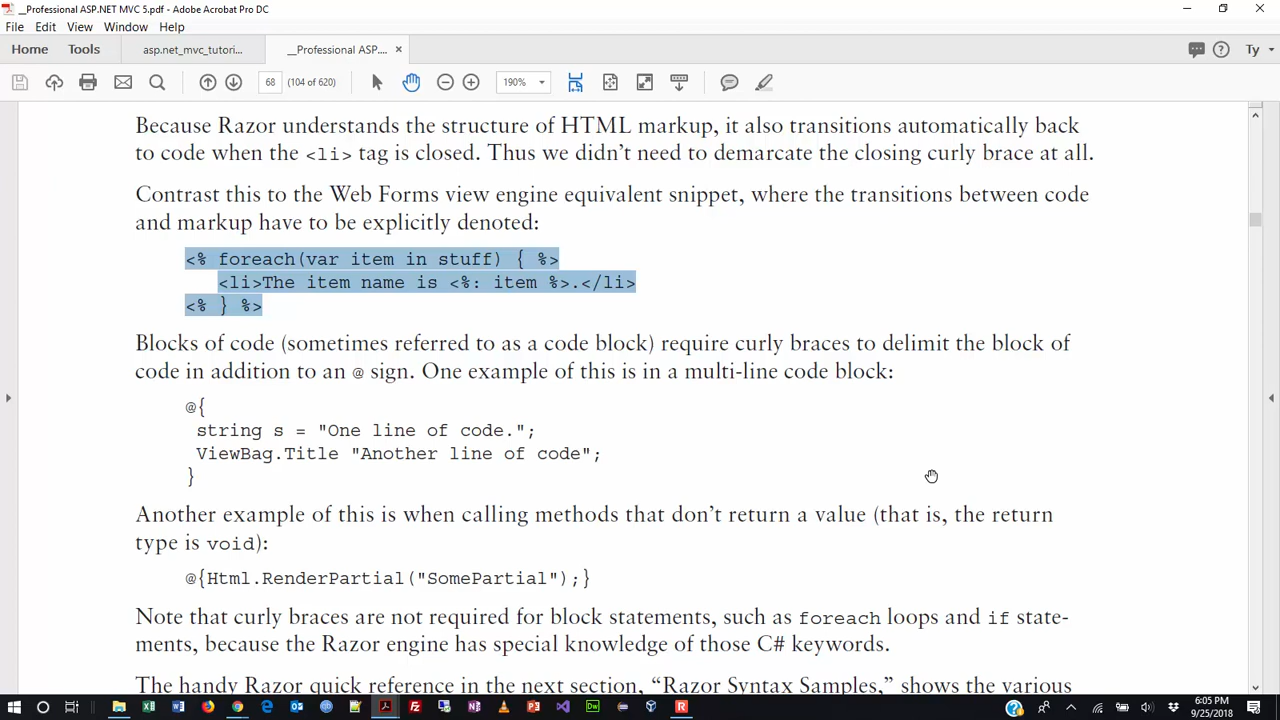 __Professional ASP.NET MVC 5.pdf - Adobe Acrobat Pro DC
File Edit View Window Help
Home Tools asp.net_mvc_tutori... __Professional ASP.... ×
68 (104 of 620) 190% Ty
Because Razor understands the structure of HTML markup, it also transitions automatically back
to code when the <li> tag is closed. Thus we didn’t need to demarcate the closing curly brace at all.
Contrast this to the Web Forms view engine equivalent snippet, where the transitions between code
and markup have to be explicitly denoted:
<% foreach(var item in stuff) { %>
<li>The item name is <%: item %>.</li>
<% } %>
Blocks of code (sometimes referred to as a code block) require curly braces to delimit the block of
code in addition to an @ sign. One example of this is in a multi-line code block:
@{
string s = "One line of code.";
ViewBag.Title "Another line of code";
}
Another example of this is when calling methods that don’t return a value (that is, the return
type is void):
@{Html.RenderPartial("SomePartial");}
Note that curly braces are not required for block statements, such as foreach loops and if state-
ments, because the Razor engine has special knowledge of those C# keywords.
The handy Razor quick reference in the next section, “Razor Syntax Samples,” shows the various
6:05 PM
9/25/2018